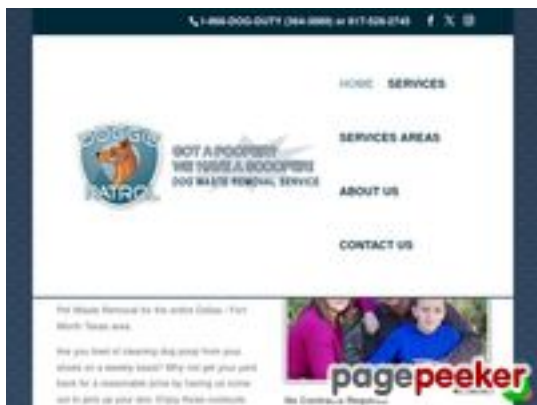 1-866-DOG-DUTY (364-3889) or 817-526-2745
HOME SERVICES
SERVICES AREAS
ABOUT US
CONTACT US
PATROL
GOT A POOPER?
WE HAVE A SCOOPER!
DOG WASTE REMOVAL SERVICE
Pet Waste Removal for the entire Dallas / Fort
Worth Texas area.
Are you tired of cleaning dog poop from your
shoes on a weekly basis? Why not get your yard
back for a reasonable price by having us come
out to pick up your
No Contracts Required
pagepeeker